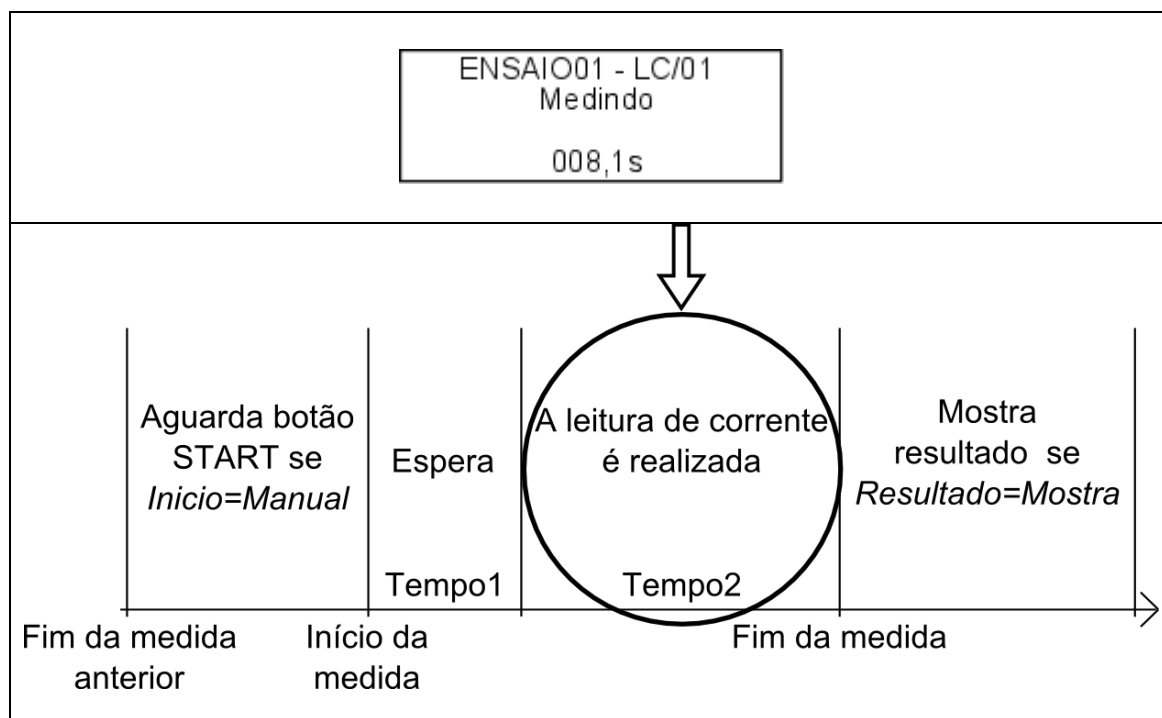 ENSAIO01 - LC/01
Medindo
008,1s
Aguarda botão
START se
Inicio=Manual
Espera
A leitura de corrente
é realizada
Mostra
resultado se
Resultado=Mostra
Tempo1
Tempo2
Fim da medida
anterior
Início da
medida
Fim da medida